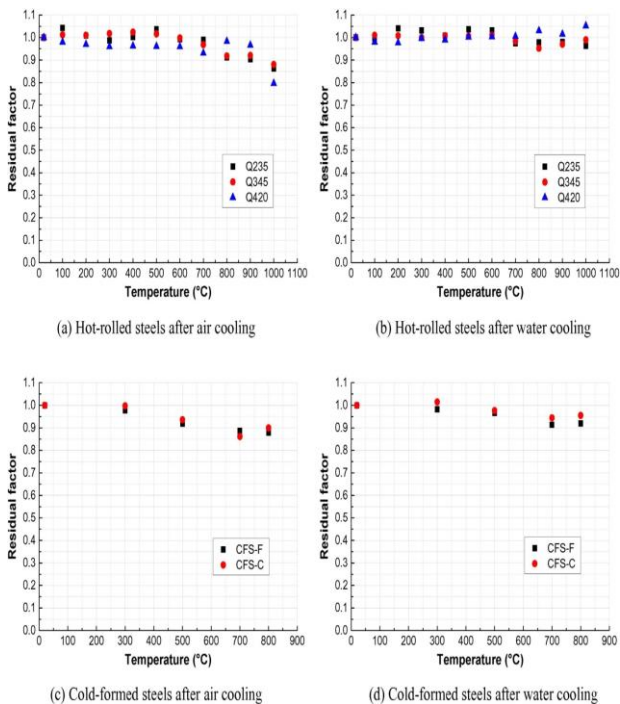 1.1
1.0
0.9
0.8
0.7
0.6
0.5
0.4
0.3
0.2
0.1
0.0
Residual factor
Q235
Q345
Q420
0 100 200 300 400 500 600 700 800 900 1000 1100
Temperature (°C)
(a) Hot-rolled steels after air cooling
1.1
1.0
0.9
0.8
0.7
0.6
0.5
0.4
0.3
0.2
0.1
0.0
Residual factor
Q235
Q345
Q420
0 100 200 300 400 500 600 700 800 900 1000 1100
Temperature (°C)
(b) Hot-rolled steels after water cooling
1.1
1.0
0.9
0.8
0.7
0.6
0.5
0.4
0.3
0.2
0.1
0.0
Residual factor
CFS-F
CFS-C
0 100 200 300 400 500 600 700 800 900
Temperature (°C)
(c) Cold-formed steels after air cooling
1.1
1.0
0.9
0.8
0.7
0.6
0.5
0.4
0.3
0.2
0.1
0.0
Residual factor
CFS-F
CFS-C
0 100 200 300 400 500 600 700 800 900
Temperature (°C)
(d) Cold-formed steels after water cooling